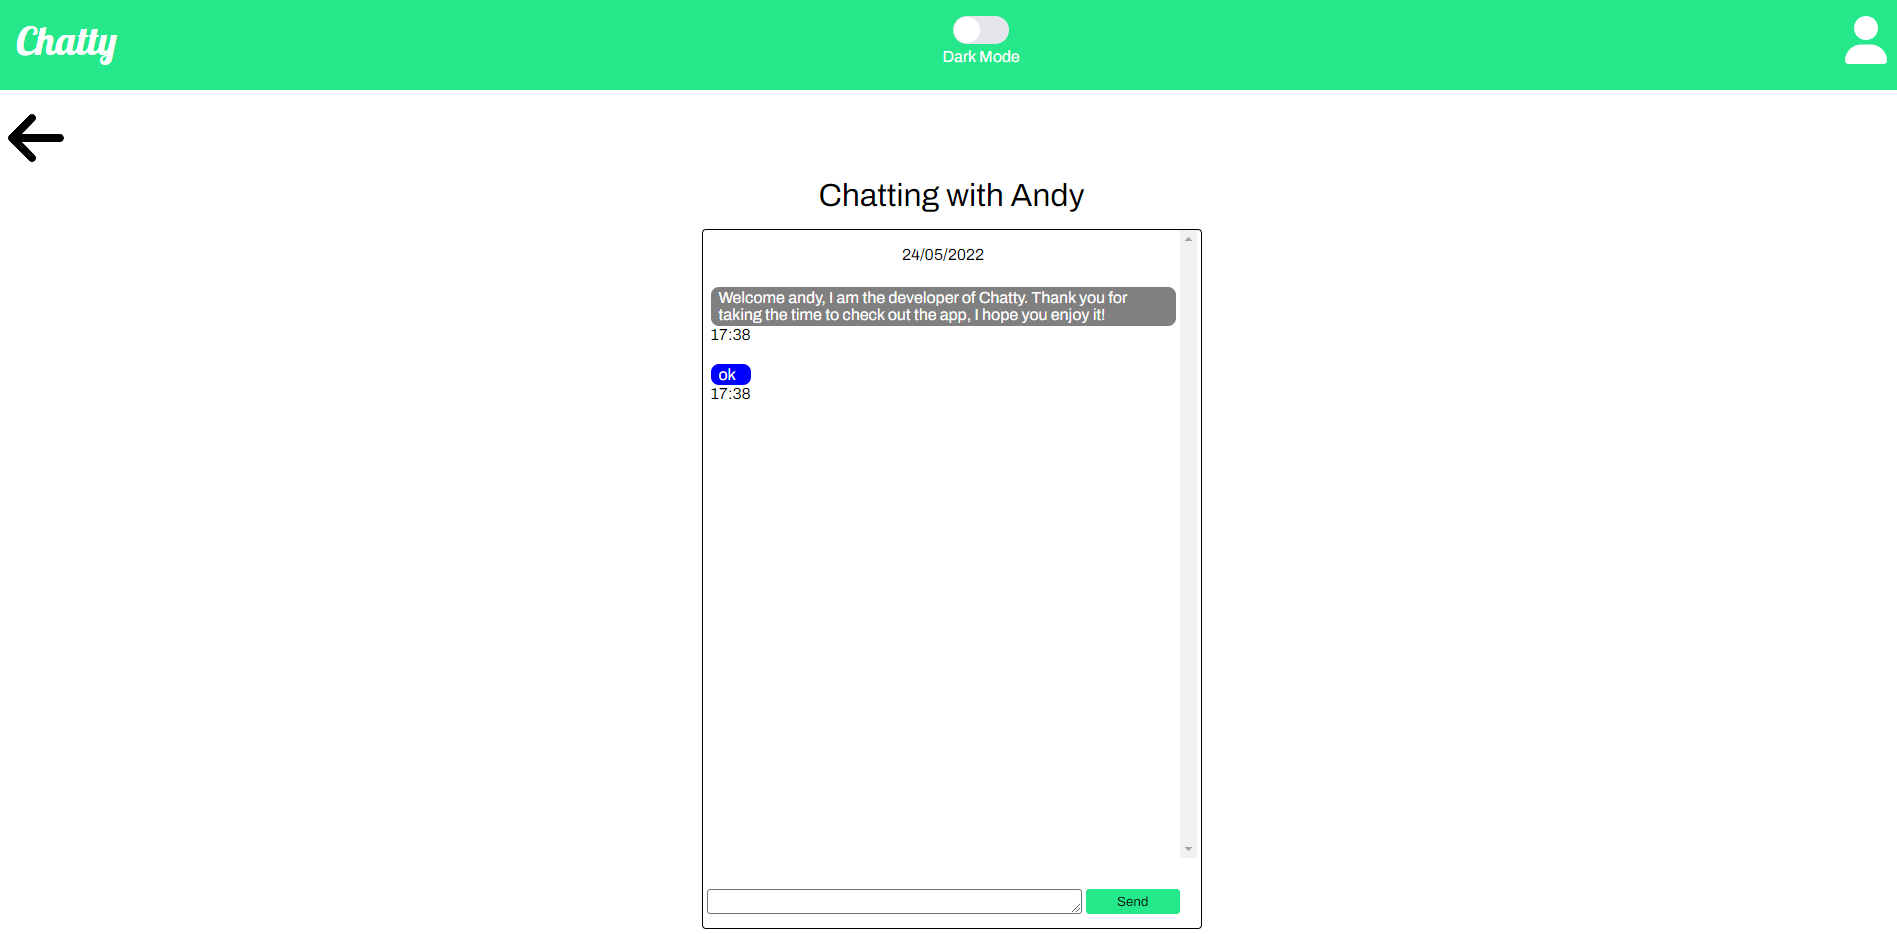 Chatty
Dark Mode
Chatting with Andy
24/05/2022
Welcome andy, I am the developer of Chatty. Thank you for
taking the time to check out the app, I hope you enjoy it!
17:38
ok
17:38
Send